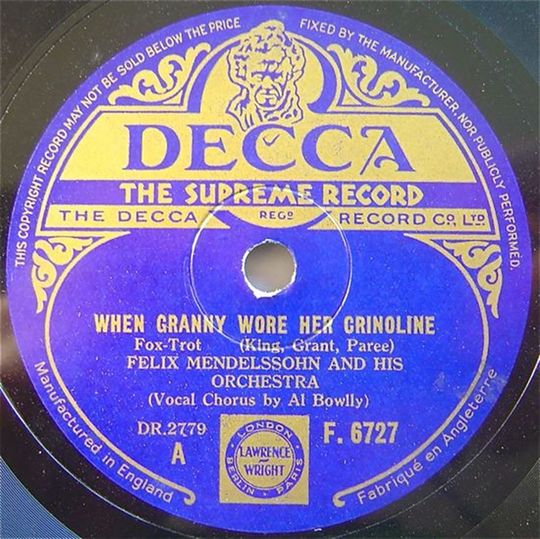 THIS COPYRIGHT RECORD MAY NOT BE SOLD BELOW THE PRICE FIXED BY THE MANUFACTURER, NOR PUBLICLY PERFORMED.
DECCA
THE SUPREME RECORD
THE DECCA REGD RECORD CO., LTD.
WHEN GRANNY WORE HER CRINOLINE
Fox-Trot (King, Grant, Paree)
FELIX MENDELSSOHN AND HIS
ORCHESTRA
(Vocal Chorus by Al Bowlly)
DR.2779
A
LONDON
LAWRENCE
WRIGHT
BERLIN PARIS
F. 6727
Manufactured in England
Fabriqué en Angleterre